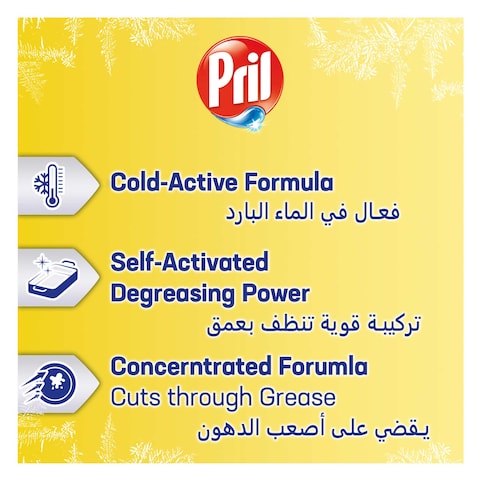 Pril
Cold-Active Formula
فعال في الماء البارد
Self-Activated
Degreasing Power
تركيبة قوية تنظف بعمق
Concerntrated Forumla
Cuts through Grease
يقضي على أصعب الدهون